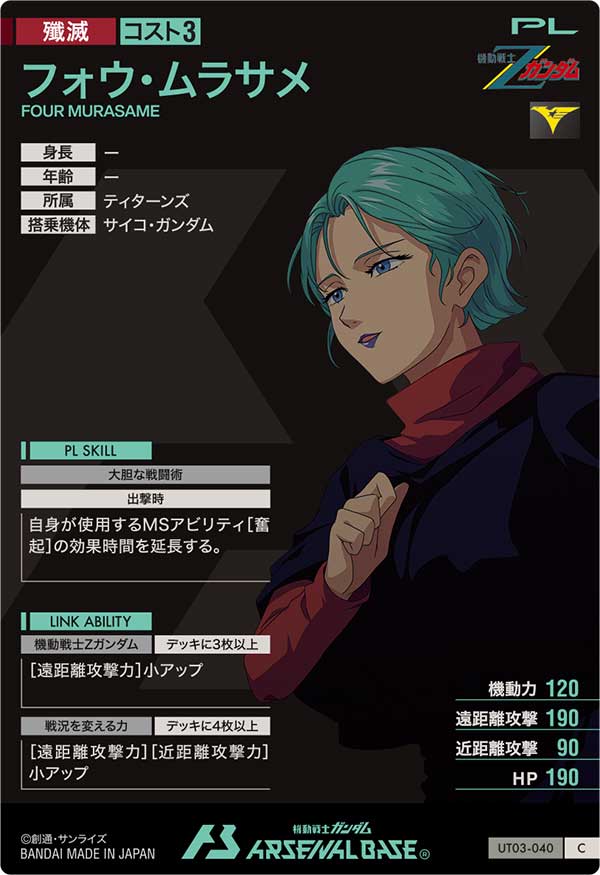 殲滅 コスト3 PL
フォウ・ムラサメ
FOUR MURASAME
機動戦士
Zガンダム
身長 ー
年齢 ー
所属 ティターンズ
搭乗機体 サイコ・ガンダム
PL SKILL
大胆な戦闘術
出撃時
自身が使用するMSアビリティ[奮
起]の効果時間を延長する。
LINK ABILITY
機動戦士Zガンダム デッキに3枚以上
[遠距離攻撃力]小アップ
戦況を変える力 デッキに4枚以上
[遠距離攻撃力][近距離攻撃力]
小アップ
機動力 120
遠距離攻撃 190
近距離攻撃 90
HP 190
©創通・サンライズ
BANDAI MADE IN JAPAN
AB
機動戦士ガンダム
ARSENAL BASE®
UT03-040 C